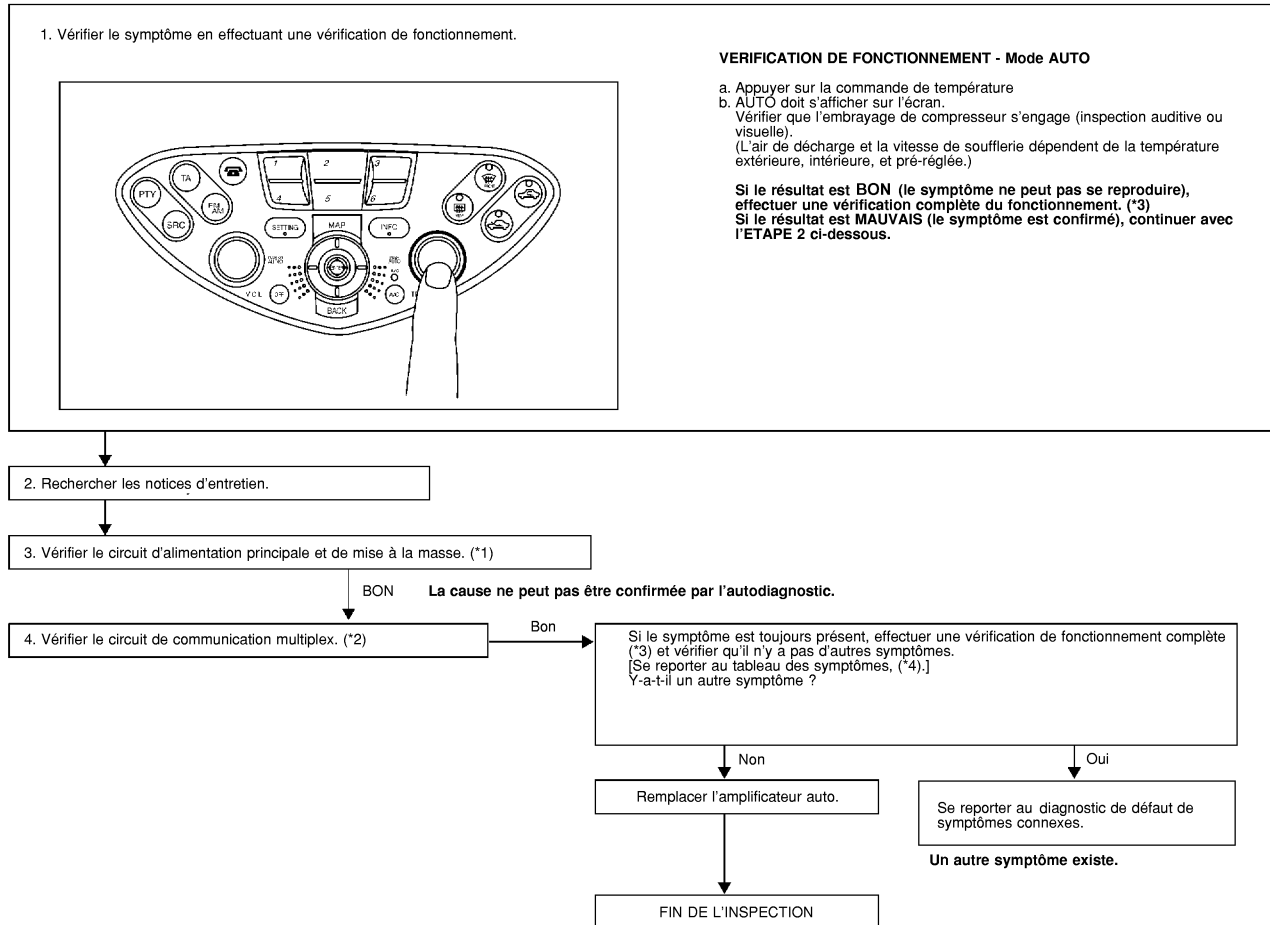 1. Vérifier le symptôme en effectuant une vérification de fonctionnement.
VERIFICATION DE FONCTIONNEMENT - Mode AUTO
a. Appuyer sur la commande de température
b. AUTO doit s'afficher sur l'écran.
Vérifier que l'embrayage de compresseur s'engage (inspection auditive ou
visuelle).
(L'air de décharge et la vitesse de soufflerie dépendent de la température
extérieure, intérieure, et pré-réglée.)
Si le résultat est BON (le symptôme ne peut pas se reproduire),
effectuer une vérification complète du fonctionnement. (*3)
Si le résultat est MAUVAIS (le symptôme est confirmé), continuer avec
l'ETAPE 2 ci-dessous.
PTY
TA
SRC
FM
AM
1
2
3
4
5
6
SETTING
MAP
INFO
VOL
OFF
BACK
A/C
2. Rechercher les notices d'entretien.
3. Vérifier le circuit d'alimentation principale et de mise à la masse. (*1)
BON
La cause ne peut pas être confirmée par l'autodiagnostic.
4. Vérifier le circuit de communication multiplex. (*2)
Bon
Si le symptôme est toujours présent, effectuer une vérification de fonctionnement complète
(*3) et vérifier qu'il n'y a pas d'autres symptômes.
[Se reporter au tableau des symptômes, (*4).]
Y-a-t-il un autre symptôme ?
Non
Oui
Remplacer l'amplificateur auto.
Se reporter au diagnostic de défaut de
symptômes connexes.
Un autre symptôme existe.
FIN DE L'INSPECTION